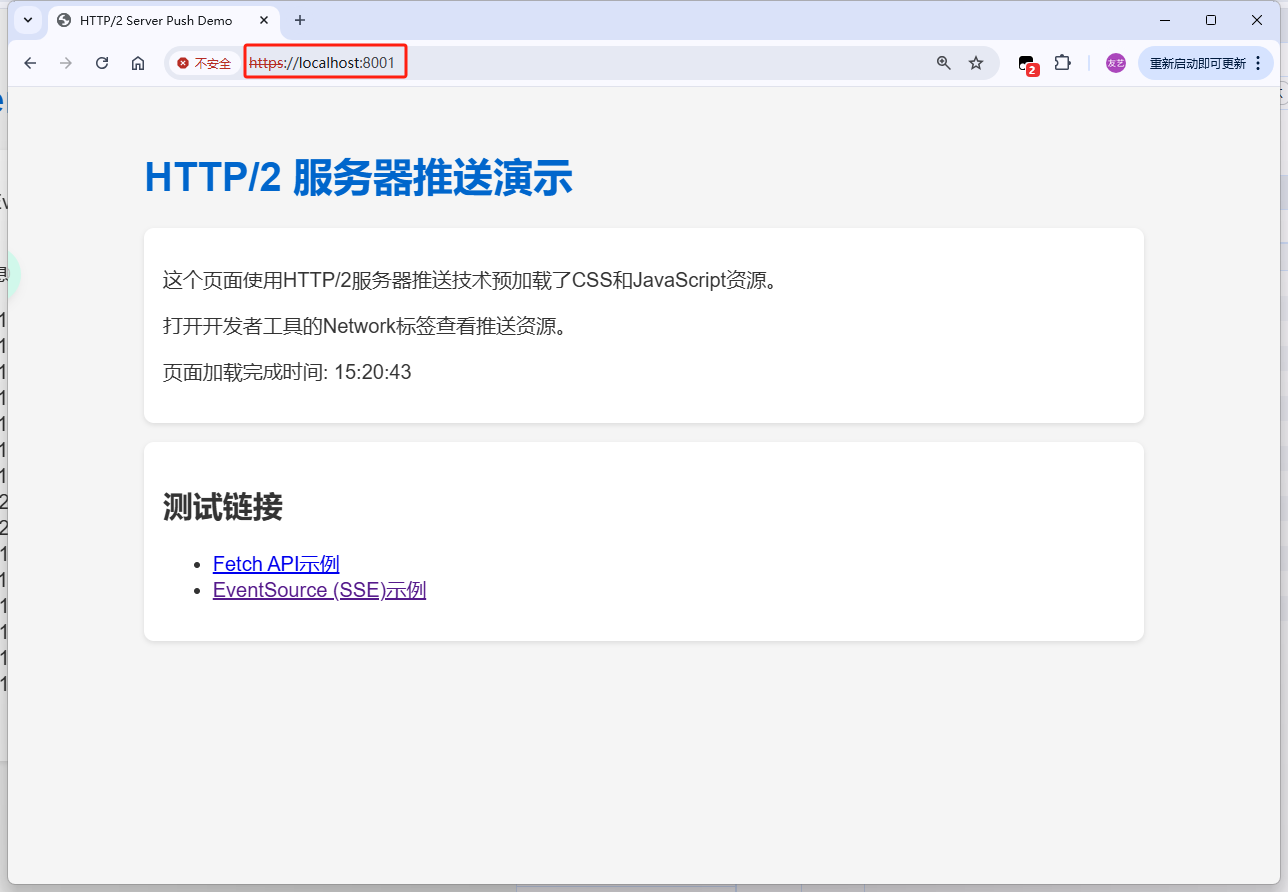 HTTP/2 Server Push Demo
不安全 https://localhost:8001
2
友艺
重新启动即可更新
HTTP/2 服务器推送演示
这个页面使用HTTP/2服务器推送技术预加载了CSS和JavaScript资源。
打开开发者工具的Network标签查看推送资源。
页面加载完成时间: 15:20:43
测试链接
Fetch API示例
EventSource (SSE)示例